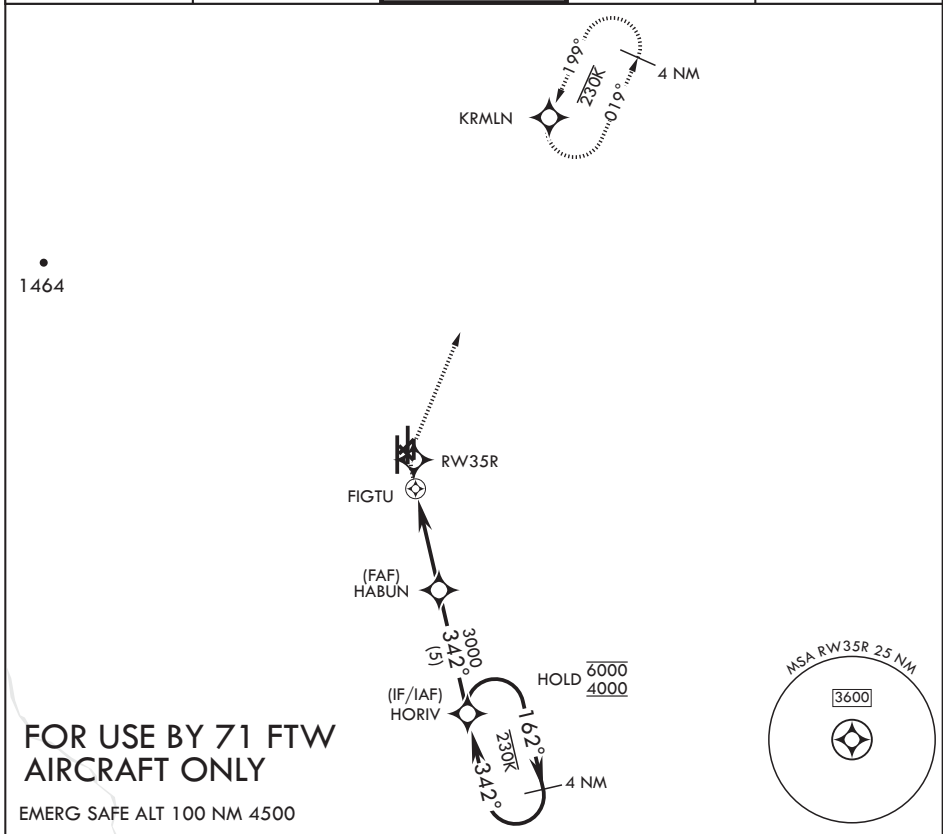 199°
230K
019°
4 NM
KRMLN
1464
RW35R
FIGTU
(FAF)
HABUN
3000
342°
(5)
HOLD 6000
4000
(IF/IAF)
HORIV
162°
230K
342°
4 NM
MSA RW35R 25 NM
3600
FOR USE BY 71 FTW
AIRCRAFT ONLY
EMERG SAFE ALT 100 NM 4500